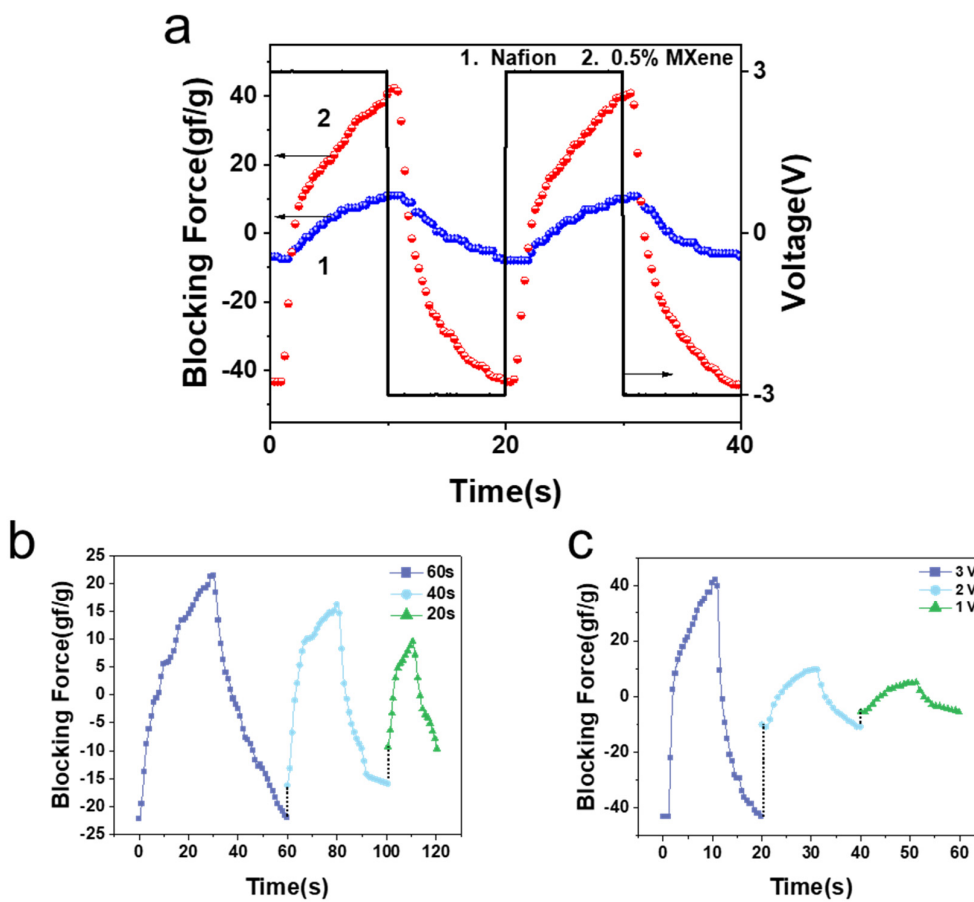 a
1. Nafion 2. 0.5% MXene
Blocking Force(gf/g)
40
20
0
-20
-40
2
1
3
0
-3
Voltage(V)
0 20 40
Time(s)
b
Blocking Force(gf/g)
25
20
15
10
5
0
-5
-10
-15
-20
-25
60s
40s
20s
0 20 40 60 80 100 120
Time(s)
c
Blocking Force(gf/g)
40
20
0
-20
-40
3 V
2 V
1 V
0 10 20 30 40 50 60
Time(s)